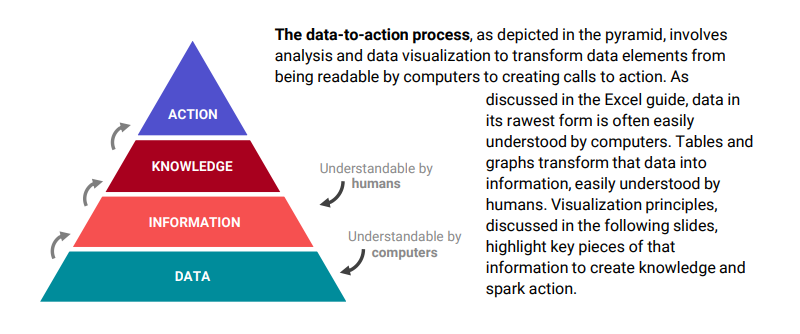 The data-to-action process, as depicted in the pyramid, involves
analysis and data visualization to transform data elements from
being readable by computers to creating calls to action. As
discussed in the Excel guide, data in
its rawest form is often easily
understood by computers. Tables and
graphs transform that data into
information, easily understood by
humans. Visualization principles,
discussed in the following slides,
highlight key pieces of that
information to create knowledge and
spark action.
ACTION
KNOWLEDGE
Understandable by
humans
INFORMATION
Understandable by
computers
DATA